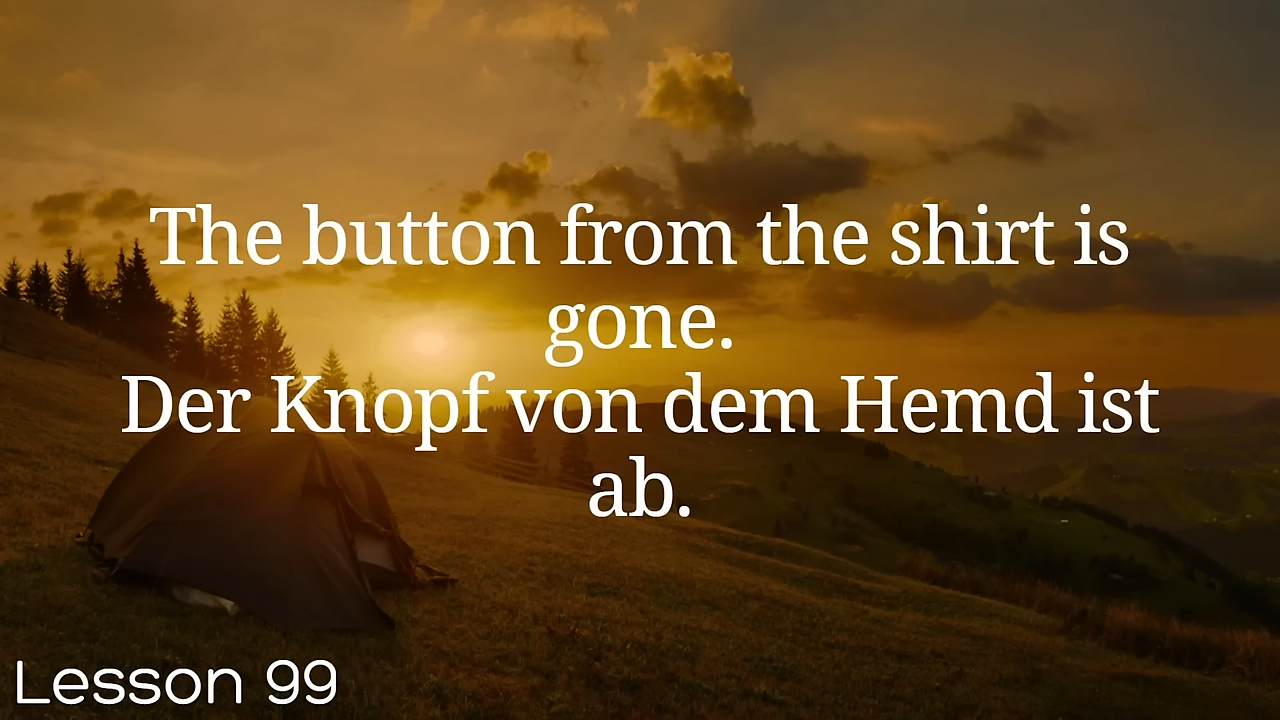 The button from the shirt is
gone.
Der Knopf von dem Hemd ist
ab.
Lesson 99